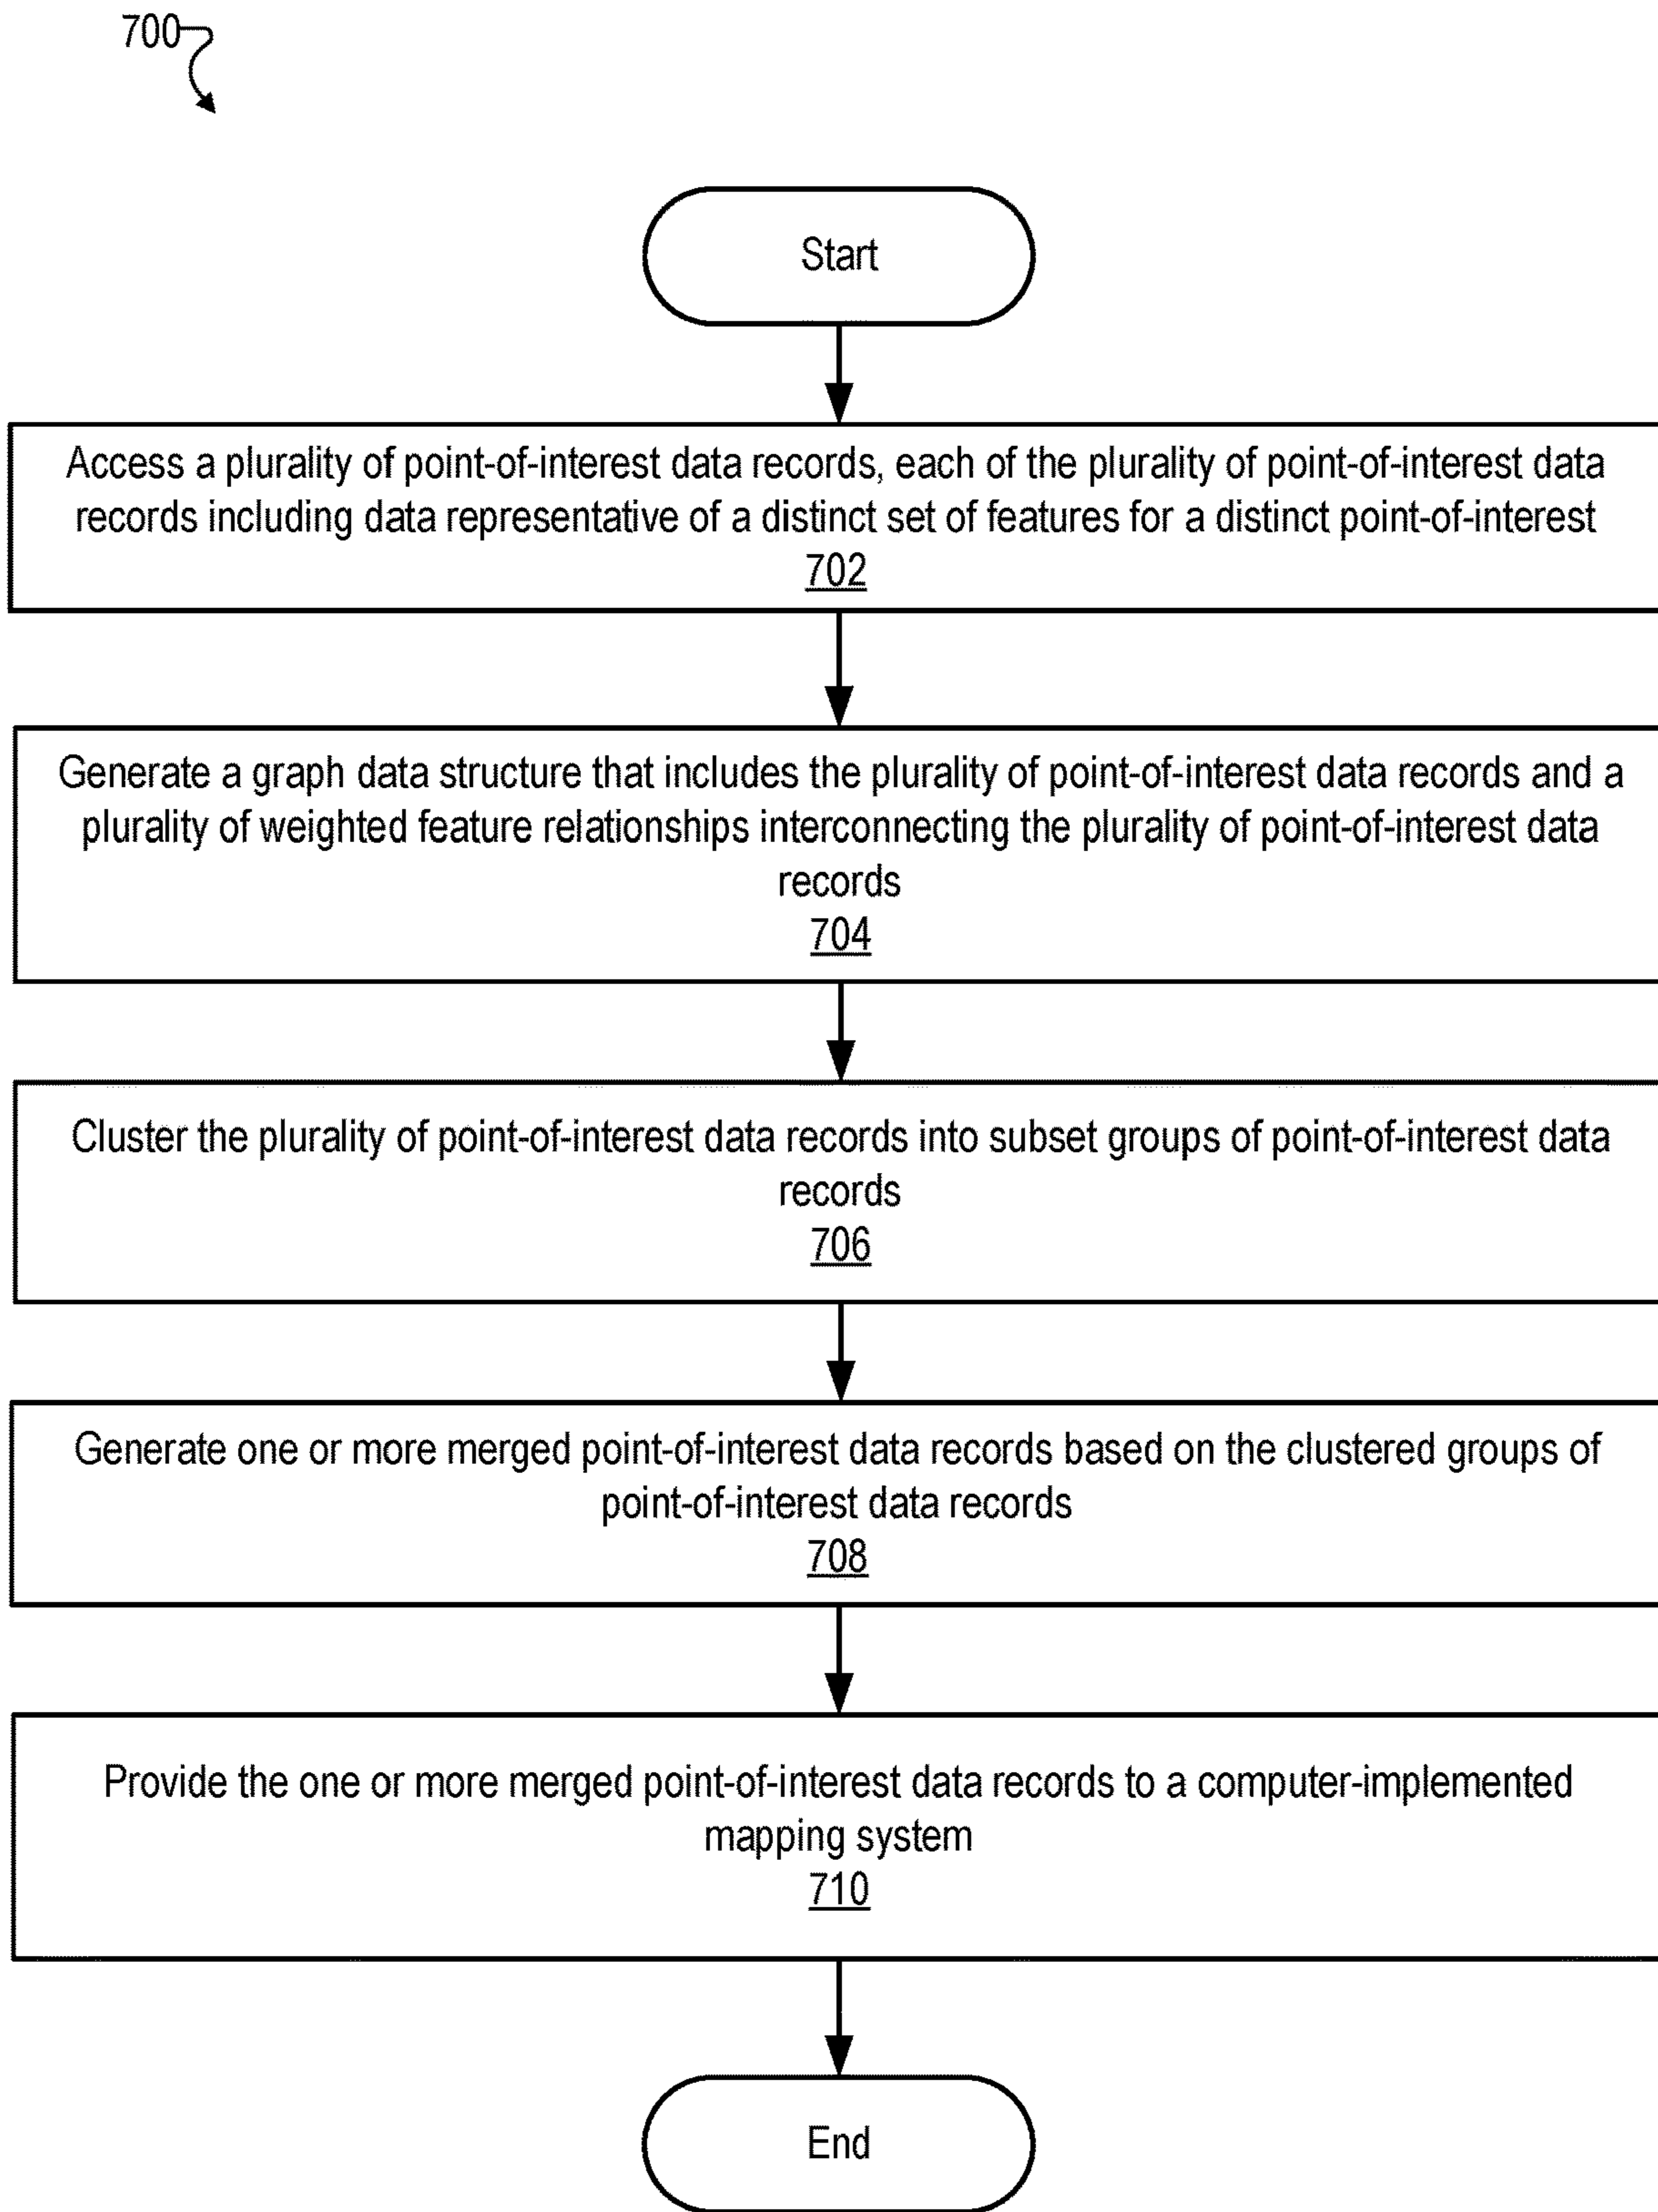 700
Start
Access a plurality of point-of-interest data records, each of the plurality of point-of-interest data
records including data representative of a distinct set of features for a distinct point-of-interest
702
Generate a graph data structure that includes the plurality of point-of-interest data records and a
plurality of weighted feature relationships interconnecting the plurality of point-of-interest data
records
704
Cluster the plurality of point-of-interest data records into subset groups of point-of-interest data
records
706
Generate one or more merged point-of-interest data records based on the clustered groups of
point-of-interest data records
708
Provide the one or more merged point-of-interest data records to a computer-implemented
mapping system
710
End